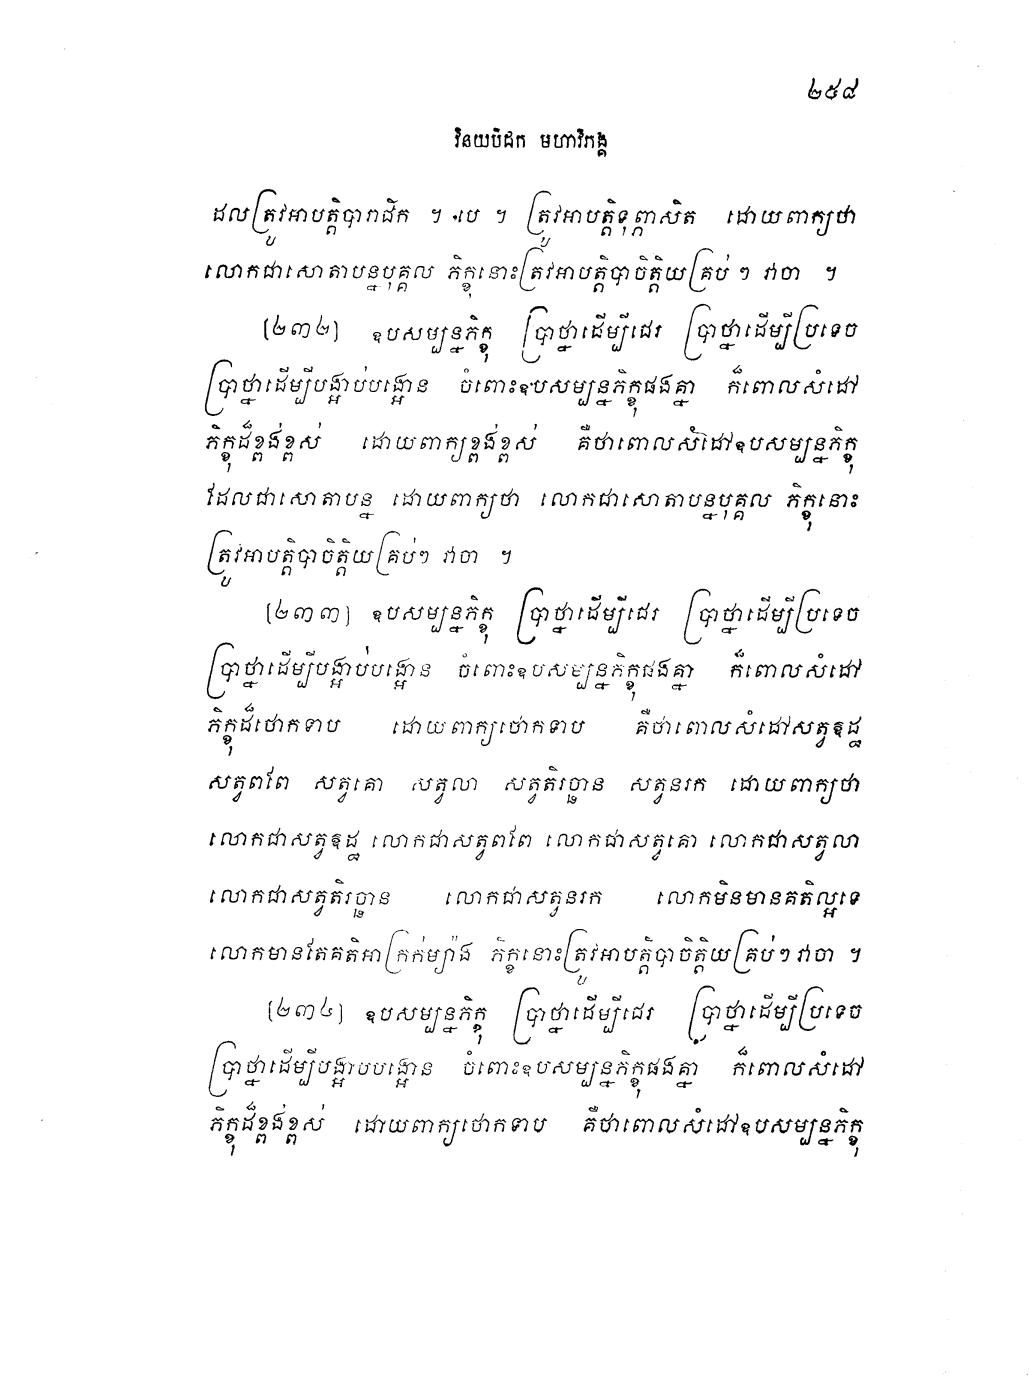 ២៥៨
វិនយបិដក មហាវិភង្គ
ដលត្រូវអាបត្តិបារាជិក ។ បេ ។ ត្រូវអាបត្តិទុព្ភាសិត ដោយពាក្យថា
លោកជាសោតាបន្នបុគ្គល ភិក្ខុនោះត្រូវអាបត្តិបាចិត្តិយគ្រប់ ៗ វាចា ។
[២៣២] ឧបសម្បន្នភិក្ខុ ប្រាថ្នាដើម្បីជេរ ប្រាថ្នាដើម្បីប្រទេច
ប្រាថ្នាដើម្បីបង្អាប់បង្អោន ចំពោះឧបសម្បន្នភិក្ខុផងគ្នា ក៏ពោលសំដៅ
ភិក្ខុដ៏ខ្ពង់ខ្ពស់ ដោយពាក្យខ្ពង់ខ្ពស់ គឺថាពោលសំដៅឧបសម្បន្នភិក្ខុ
ដែលជាសោតាបន្ន ដោយពាក្យថា លោកជាសោតាបន្នបុគ្គល ភិក្ខុនោះ
ត្រូវអាបត្តិបាចិត្តិយគ្រប់ៗ វាចា ។
[២៣៣] ឧបសម្បន្នភិក្ខុ ប្រាថ្នាដើម្បីជេរ ប្រាថ្នាដើម្បីប្រទេច
ប្រាថ្នាដើម្បីបង្អាប់បង្អោន ចំពោះឧបសម្បន្នភិក្ខុផងគ្នា ក៏ពោលសំដៅ
ភិក្ខុដ៏ថោកទាប ដោយពាក្យថោកទាប គឺថាពោលសំដៅសត្វឧដ្ឋ
សត្វពពែ សត្វគោ សត្វលា សត្វតិរច្ឆាន សត្វនរក ដោយពាក្យថា
លោកជាសត្វឧដ្ឋ លោកជាសត្វពពែ លោកជាសត្វគោ លោកជាសត្វលា
លោកជាសត្វតិរច្ឆាន លោកជាសត្វនរក លោកមិនមានគតិល្អទេ
លោកមានតែគតិអាក្រក់ម្យ៉ាង ភិក្ខុនោះត្រូវអាបត្តិបាចិត្តិយគ្រប់ៗវាចា ។
[២៣៤] ឧបសម្បន្នភិក្ខុ ប្រាថ្នាដើម្បីជេរ ប្រាថ្នាដើម្បីប្រទេច
ប្រាថ្នាដើម្បីបង្អាបបង្អោន ចំពោះឧបសម្បន្នភិក្ខុផងគ្នា ក៏ពោលសំដៅ
ភិក្ខុដ៏ខ្ពង់ខ្ពស់ ដោយពាក្យថោកទាប គឺថាពោលសំដៅឧបសម្បន្នភិក្ខុ